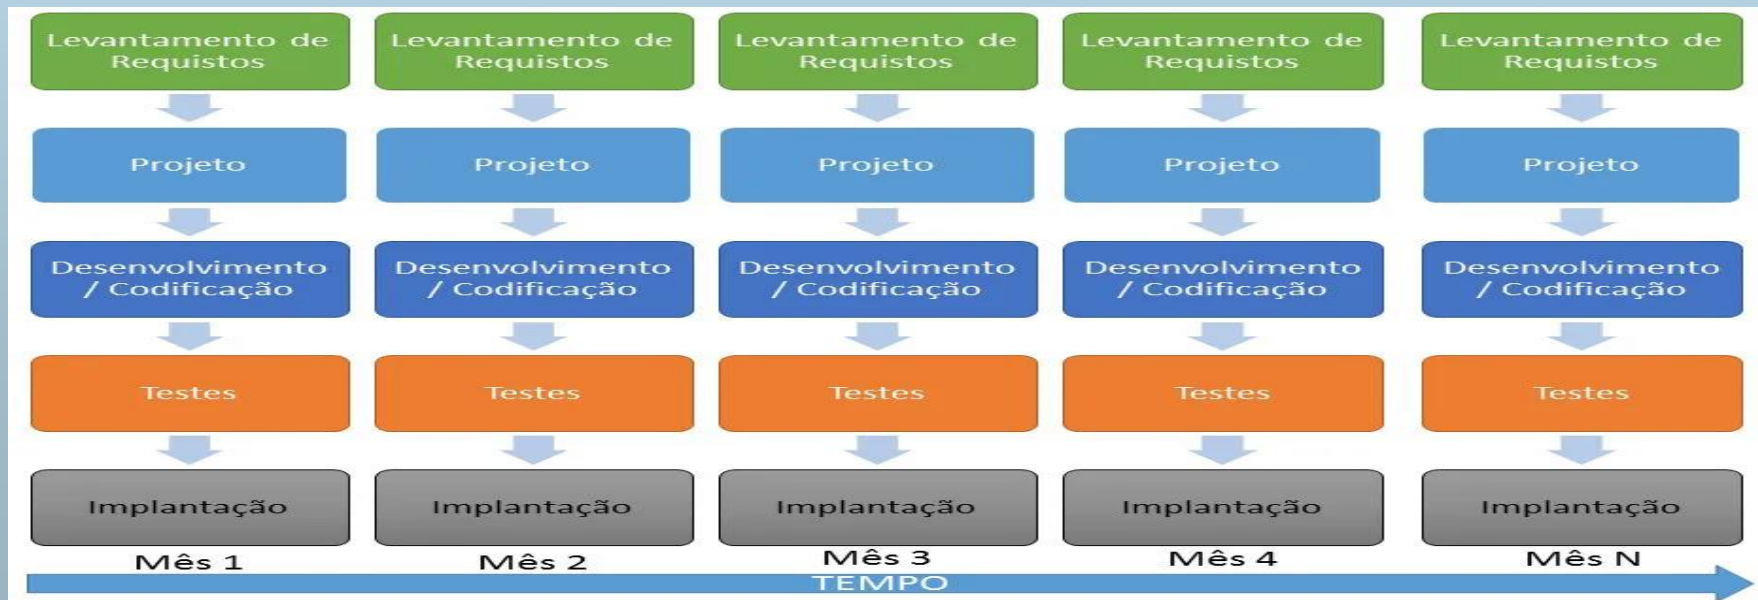 Levantamento de
Requistos
Levantamento de
Requistos
Levantamento de
Requistos
Levantamento de
Requistos
Levantamento de
Requistos
Projeto
Projeto
Projeto
Projeto
Projeto
Desenvolvimento
/ Codificação
Desenvolvimento
/ Codificação
Desenvolvimento
/ Codificação
Desenvolvimento
/ Codificação
Desenvolvimento
/ Codificação
Testes
Testes
Testes
Testes
Testes
Implantação
Implantação
Implantação
Implantação
Implantação
Mês 1
Mês 2
Mês 3
Mês 4
Mês N
TEMPO